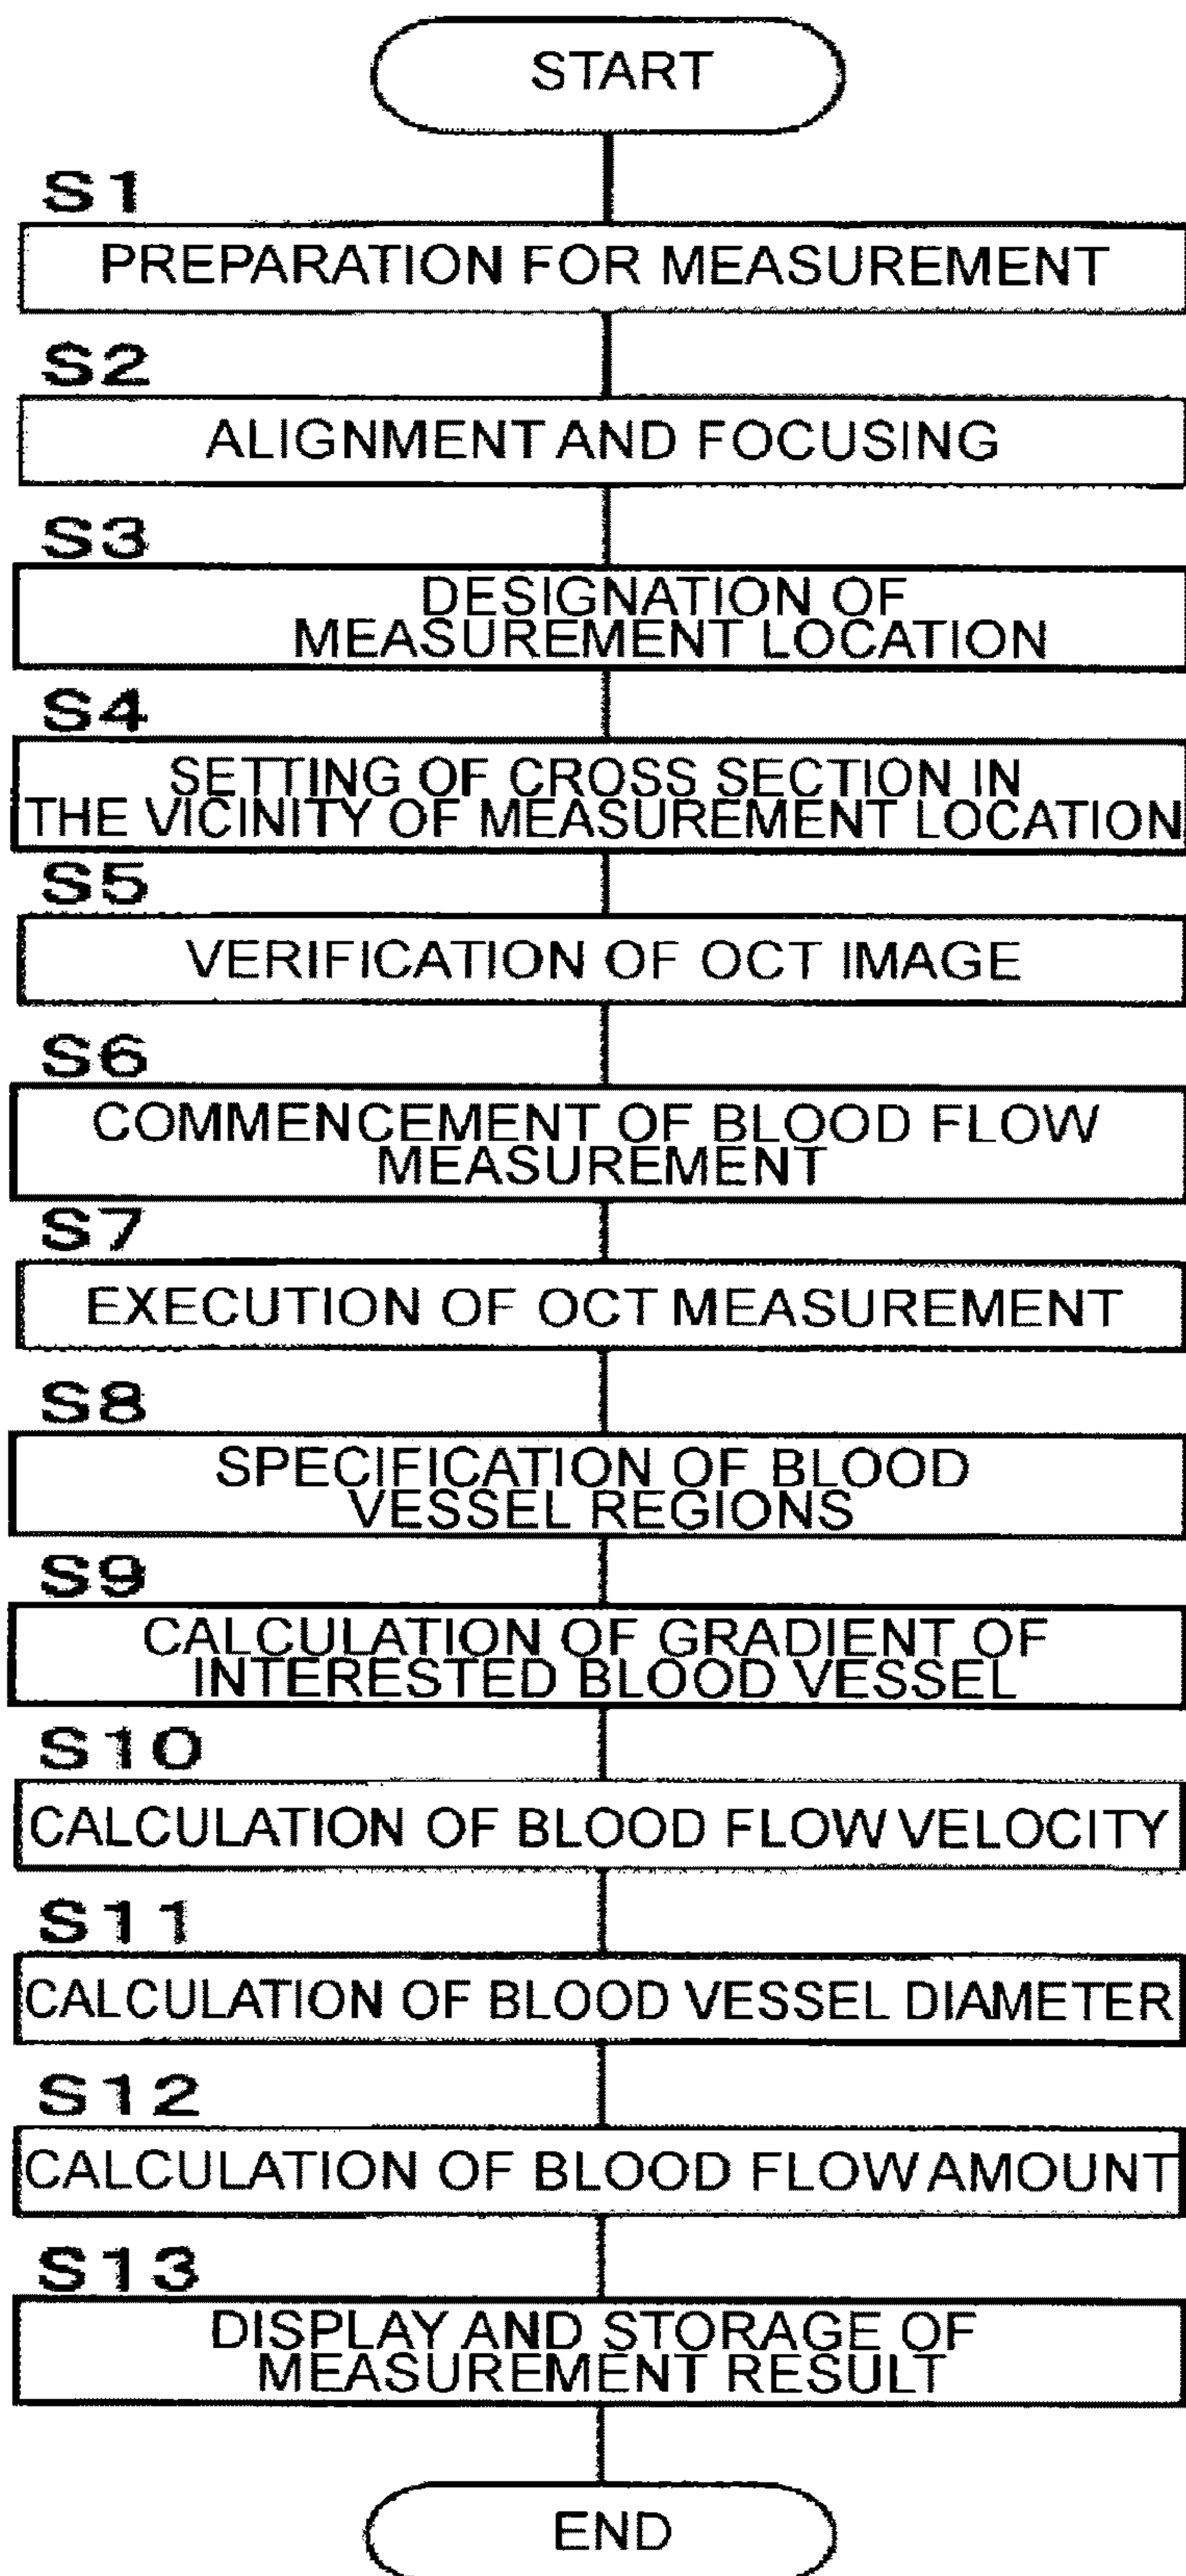 START
S1
PREPARATION FOR MEASUREMENT
S2
ALIGNMENT AND FOCUSING
S3
DESIGNATION OF
MEASUREMENT LOCATION
S4
SETTING OF CROSS SECTION IN
THE VICINITY OF MEASUREMENT LOCATION
S5
VERIFICATION OF OCT IMAGE
S6
COMMENCEMENT OF BLOOD FLOW
MEASUREMENT
S7
EXECUTION OF OCT MEASUREMENT
S8
SPECIFICATION OF BLOOD
VESSEL REGIONS
S9
CALCULATION OF GRADIENT OF
INTERESTED BLOOD VESSEL
S10
CALCULATION OF BLOOD FLOW VELOCITY
S11
CALCULATION OF BLOOD VESSEL DIAMETER
S12
CALCULATION OF BLOOD FLOW AMOUNT
S13
DISPLAY AND STORAGE OF
MEASUREMENT RESULT
END